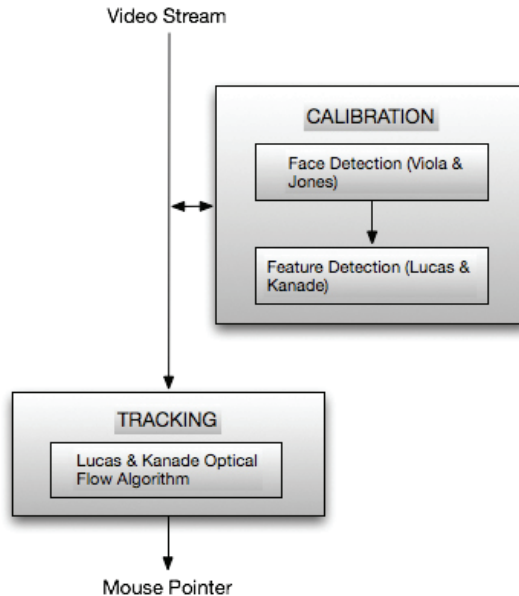 Video Stream
CALIBRATION
Face Detection (Viola &
Jones)
Feature Detection (Lucas &
Kanade)
TRACKING
Lucas & Kanade Optical
Flow Algorithm
Mouse Pointer